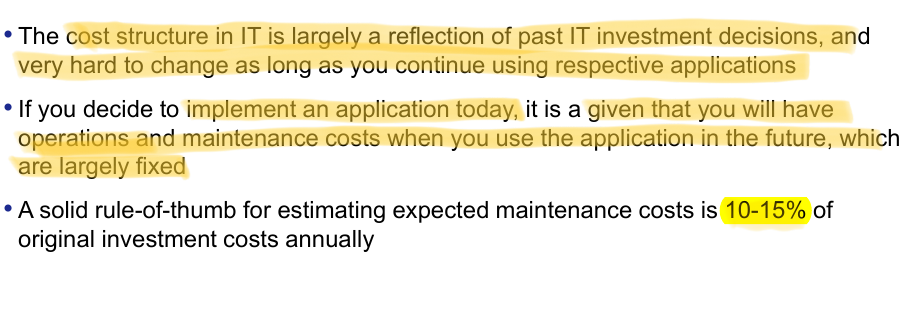 • The cost structure in IT is largely a reflection of past IT investment decisions, and
very hard to change as long as you continue using respective applications
• If you decide to implement an application today, it is a given that you will have
operations and maintenance costs when you use the application in the future, which
are largely fixed
• A solid rule-of-thumb for estimating expected maintenance costs is 10-15% of
original investment costs annually